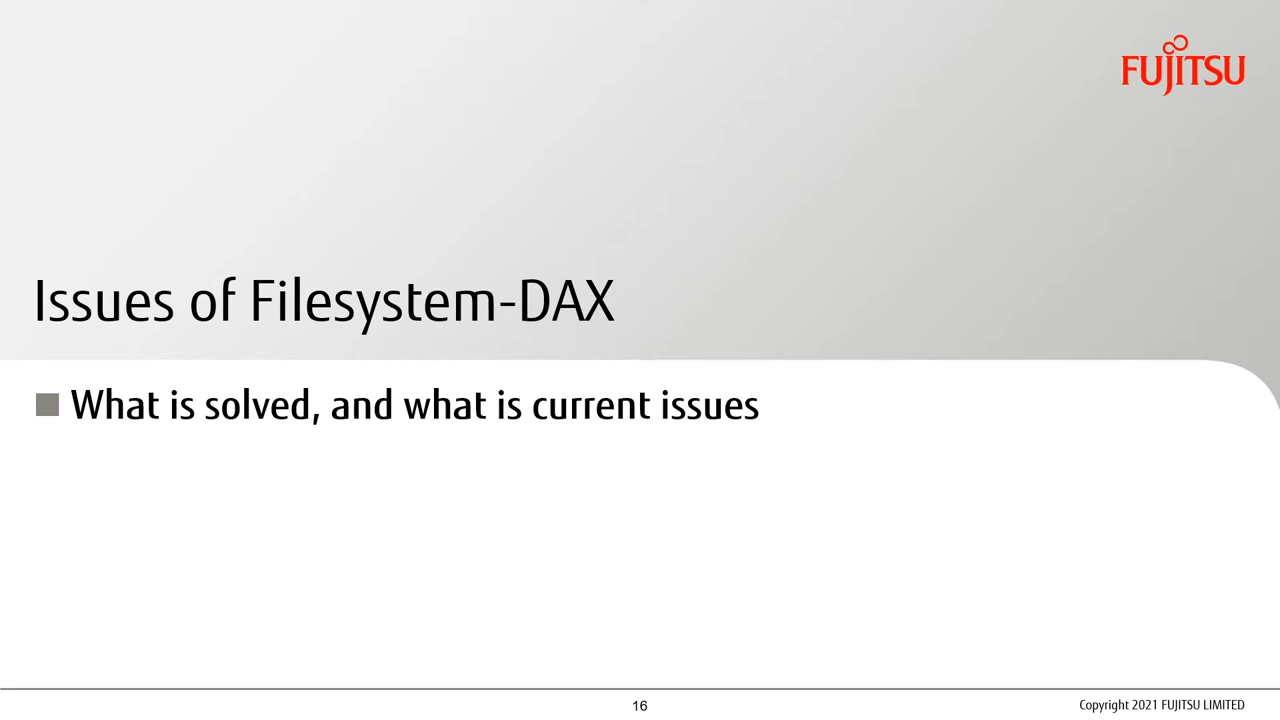 FUJITSU
Issues of Filesystem-DAX
What is solved, and what is current issues
16
Copyright 2021 FUJITSU LIMITED